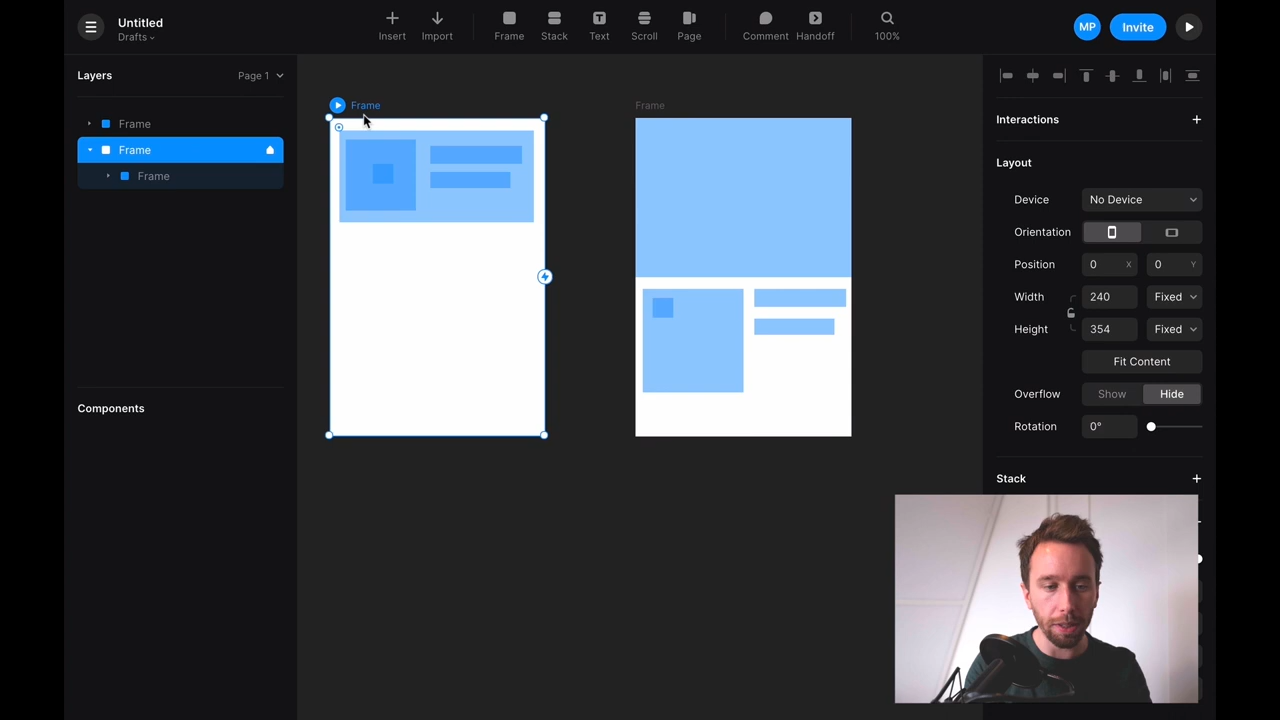 Untitled
Drafts
Insert
Import
Frame
Stack
Text
Scroll
Page
Comment
Handoff
100%
MP
Invite
Layers
Page 1
Frame
Frame
Frame
Components
Frame
Frame
Interactions
Layout
Device
No Device
Orientation
Position
0 X
0 Y
Width
240
Fixed
Height
354
Fixed
Fit Content
Overflow
Show
Hide
Rotation
0°
Stack